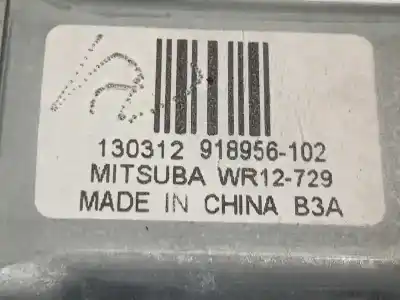 130312 918956-102
MITSUBA WR12-729
MADE IN CHINA B3A